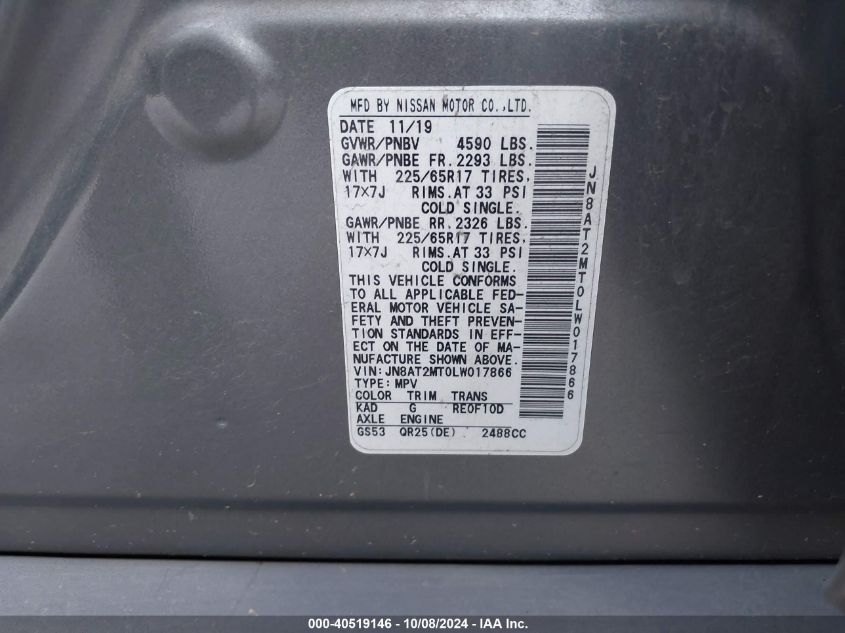 MFD BY NISSAN MOTOR CO.,LTD.
DATE 11/19
GVWR/PNBV 4590 LBS.
GAWR/PNBE FR. 2293 LBS.
WITH 225/65R17 TIRES,
17×7J RIMS. AT 33 PSI
COLD SINGLE.
GAWR/PNBE RR. 2326 LBS.
WITH 225/65R17 TIRES,
17×7J RIMS. AT 33 PSI
COLD SINGLE.
THIS VEHICLE CONFORMS
TO ALL APPLICABLE FED-
ERAL MOTOR VEHICLE SA-
FETY AND THEFT PREVEN-
TION STANDARDS IN EFF-
ECT ON THE DATE OF MA-
NUFACTURE SHOWN ABOVE.
VIN:JN8AT2MT0LW017866
TYPE:MPV
COLOR TRIM TRANS
KAD G RE0F10D
AXLE ENGINE
GS53 QR25(DE) 2488CC
JN8AT2MT0LW017866
000-40519146 - 10/08/2024 - IAA Inc.